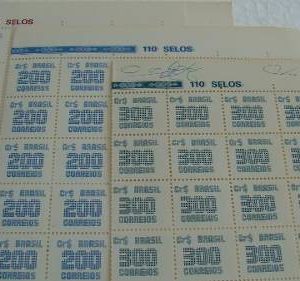 SELOS
110 SELOS
110 SELOS
Cr$ BRASIL
200
CORREIOS
Cr$ BRASIL
300
CORREIOS